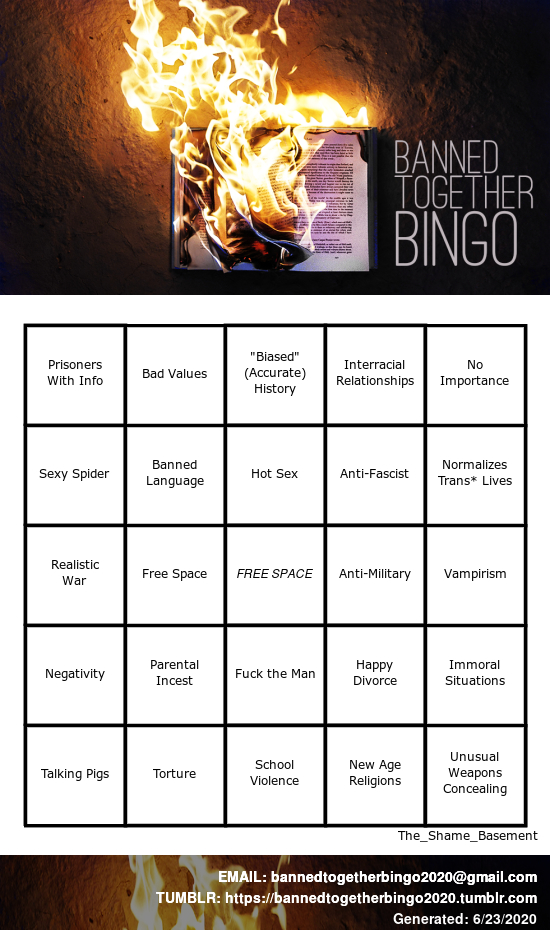 BANNED
TOGETHER
BINGO
Prisoners
With Info
Bad Values
"Biased"
(Accurate)
History
Interracial
Relationships
No
Importance
Sexy Spider
Banned
Language
Hot Sex
Anti-Fascist
Normalizes
Trans* Lives
Realistic
War
Free Space
FREE SPACE
Anti-Military
Vampirism
Negativity
Parental
Incest
Fuck the Man
Happy
Divorce
Immoral
Situations
Talking Pigs
Torture
School
Violence
New Age
Religions
Unusual
Weapons
Concealing
The_Shame_Basement
EMAIL: bannedtogetherbingo2020@gmail.com
TUMBLR: https://bannedtogetherbingo2020.tumblr.com
Generated: 6/23/2020